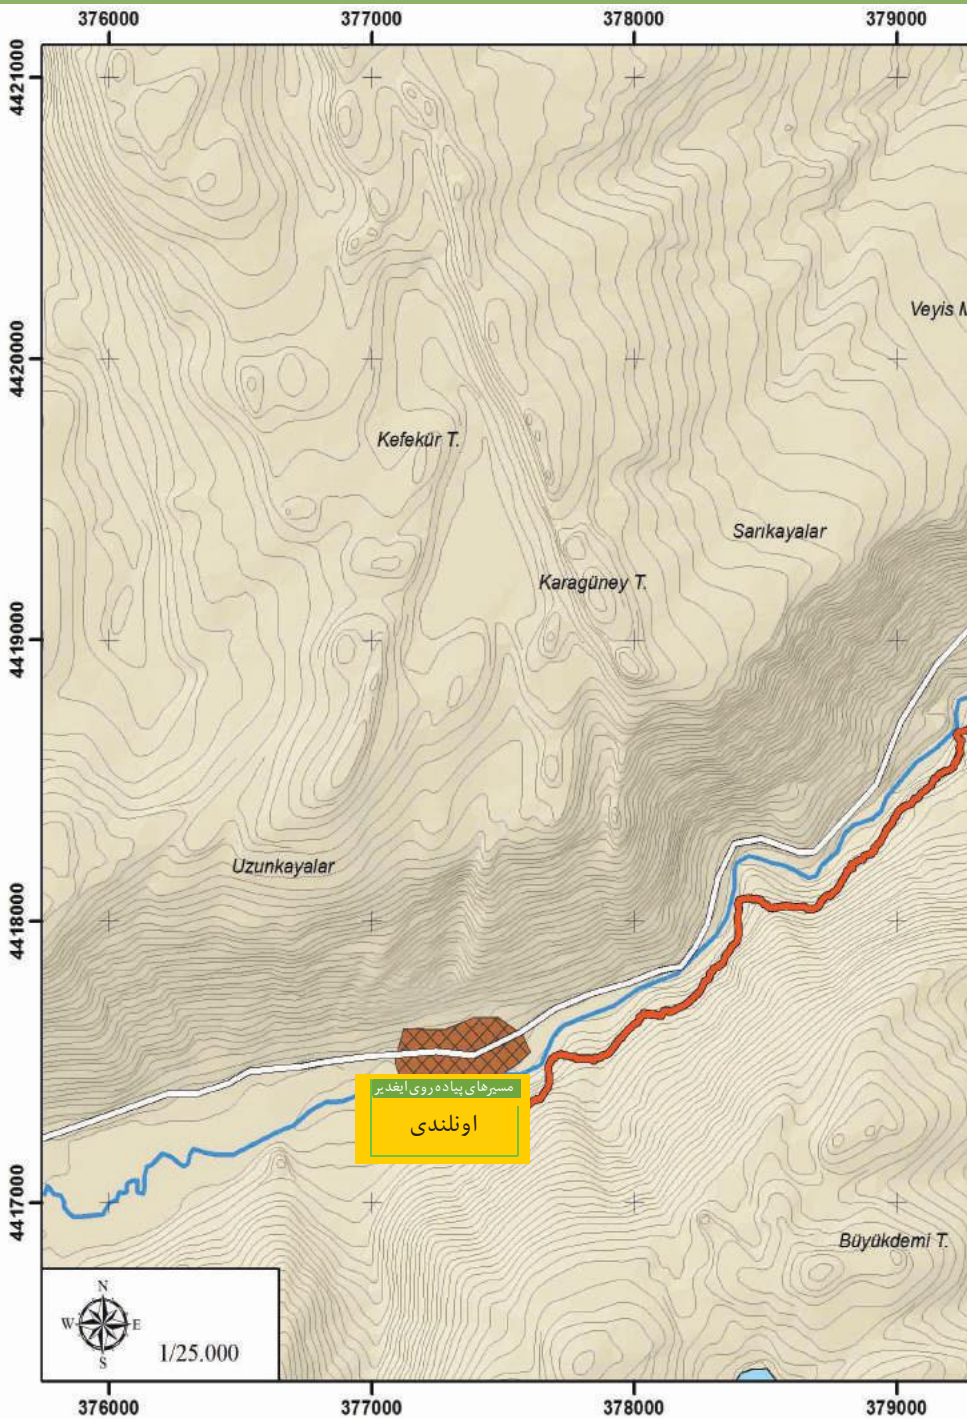 376000 377000 378000 379000
4421000
Veyis M
4420000
Kefekür T.
Sarıkayalar
Karagüney T.
4419000
Uzunkayalar
4418000
مسیرهای پیاده روی ایغدیر
اونلندی
4417000
Büyükdemi T.
N
W E
S
1/25.000
376000 377000 378000 379000